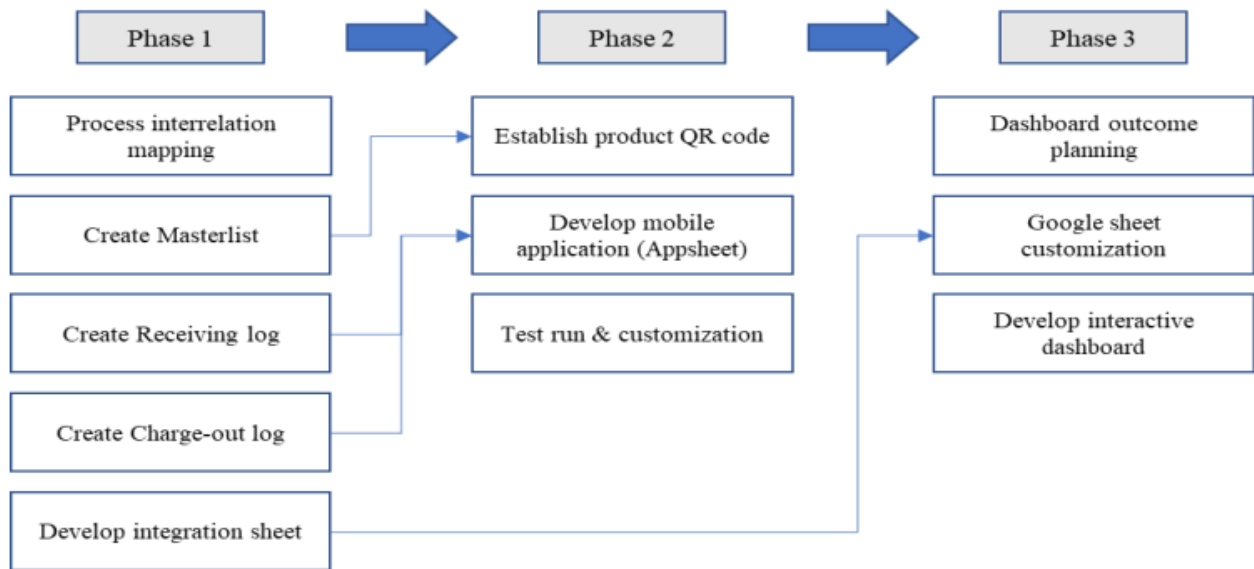 Phase 1
Phase 2
Phase 3
Process interrelation
mapping
Create Masterlist
Create Receiving log
Create Charge-out log
Develop integration sheet
Establish product QR code
Develop mobile
application (Appsheet)
Test run & customization
Dashboard outcome
planning
Google sheet
customization
Develop interactive
dashboard